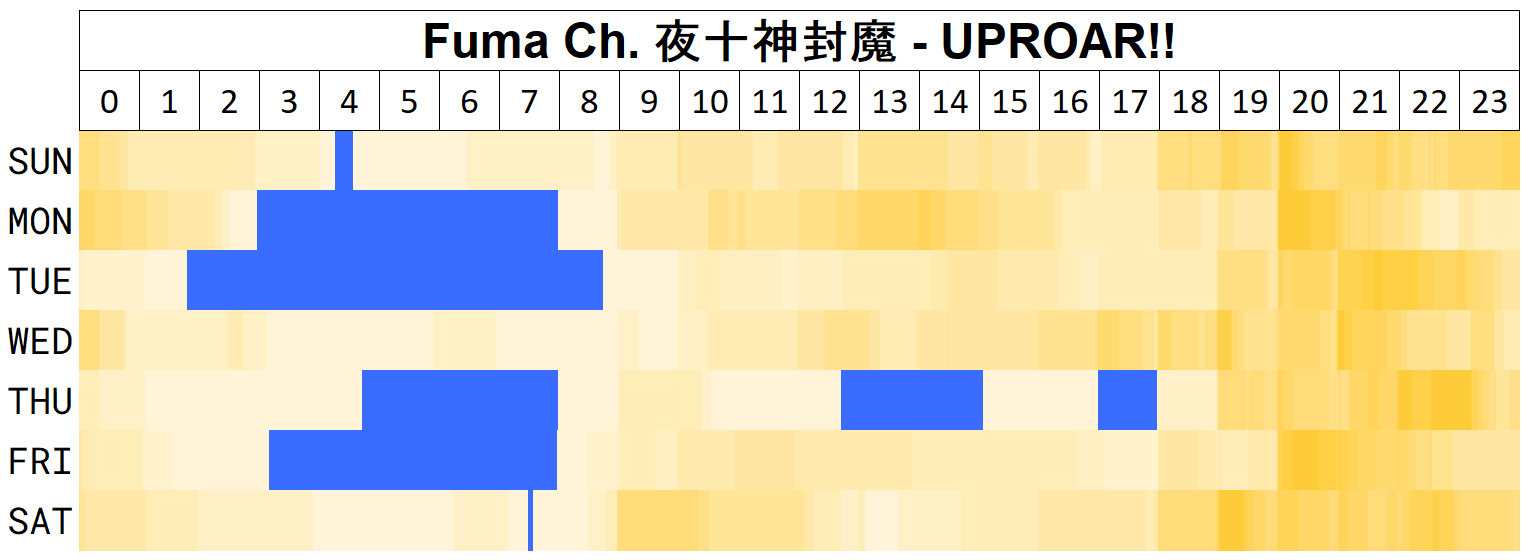 Fuma Ch. 夜十神封魔 - UPROAR!!
0 1 2 3 4 5 6 7 8 9 10 11 12 13 14 15 16 17 18 19 20 21 22 23
SUN
MON
TUE
WED
THU
FRI
SAT